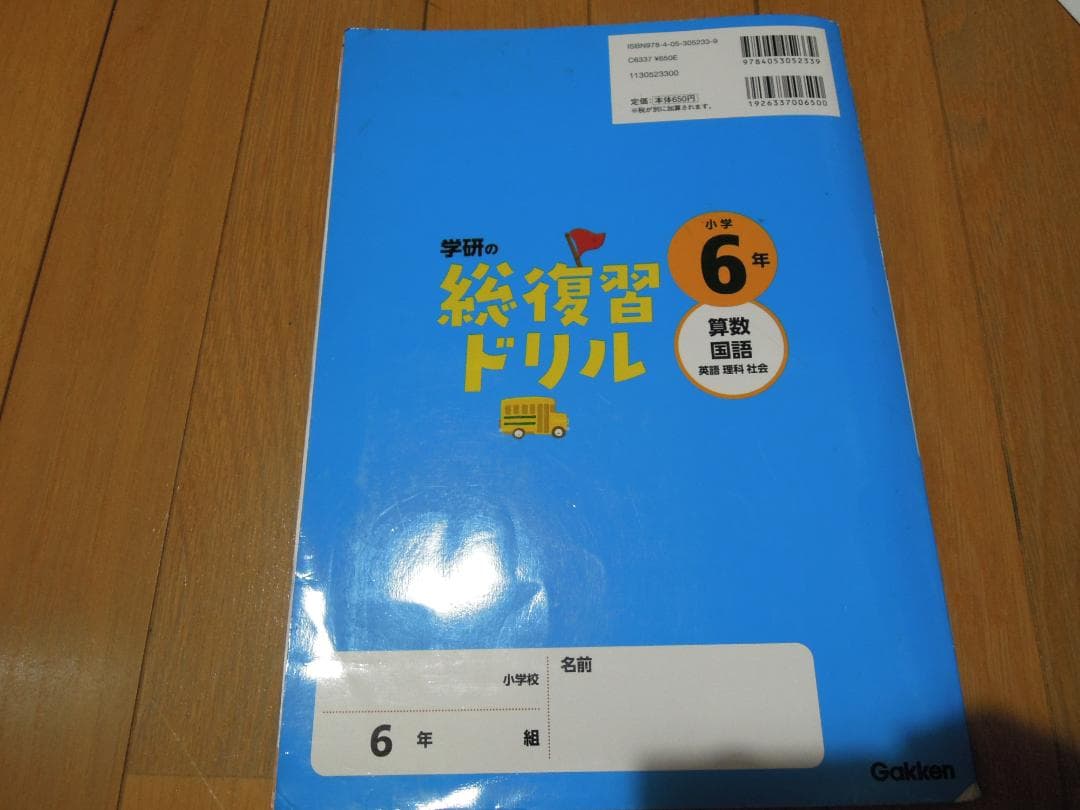 ISBN978-4-05-305233-9
C6337 ¥650E
1130523300
定価：本体650円
※税が別に加算されます。
9784053052339
1926337006500
学研の
総復習
ドリル
小学
6年
算数
国語
英語 理科 社会
小学校
6 年 組
名前
Gakken